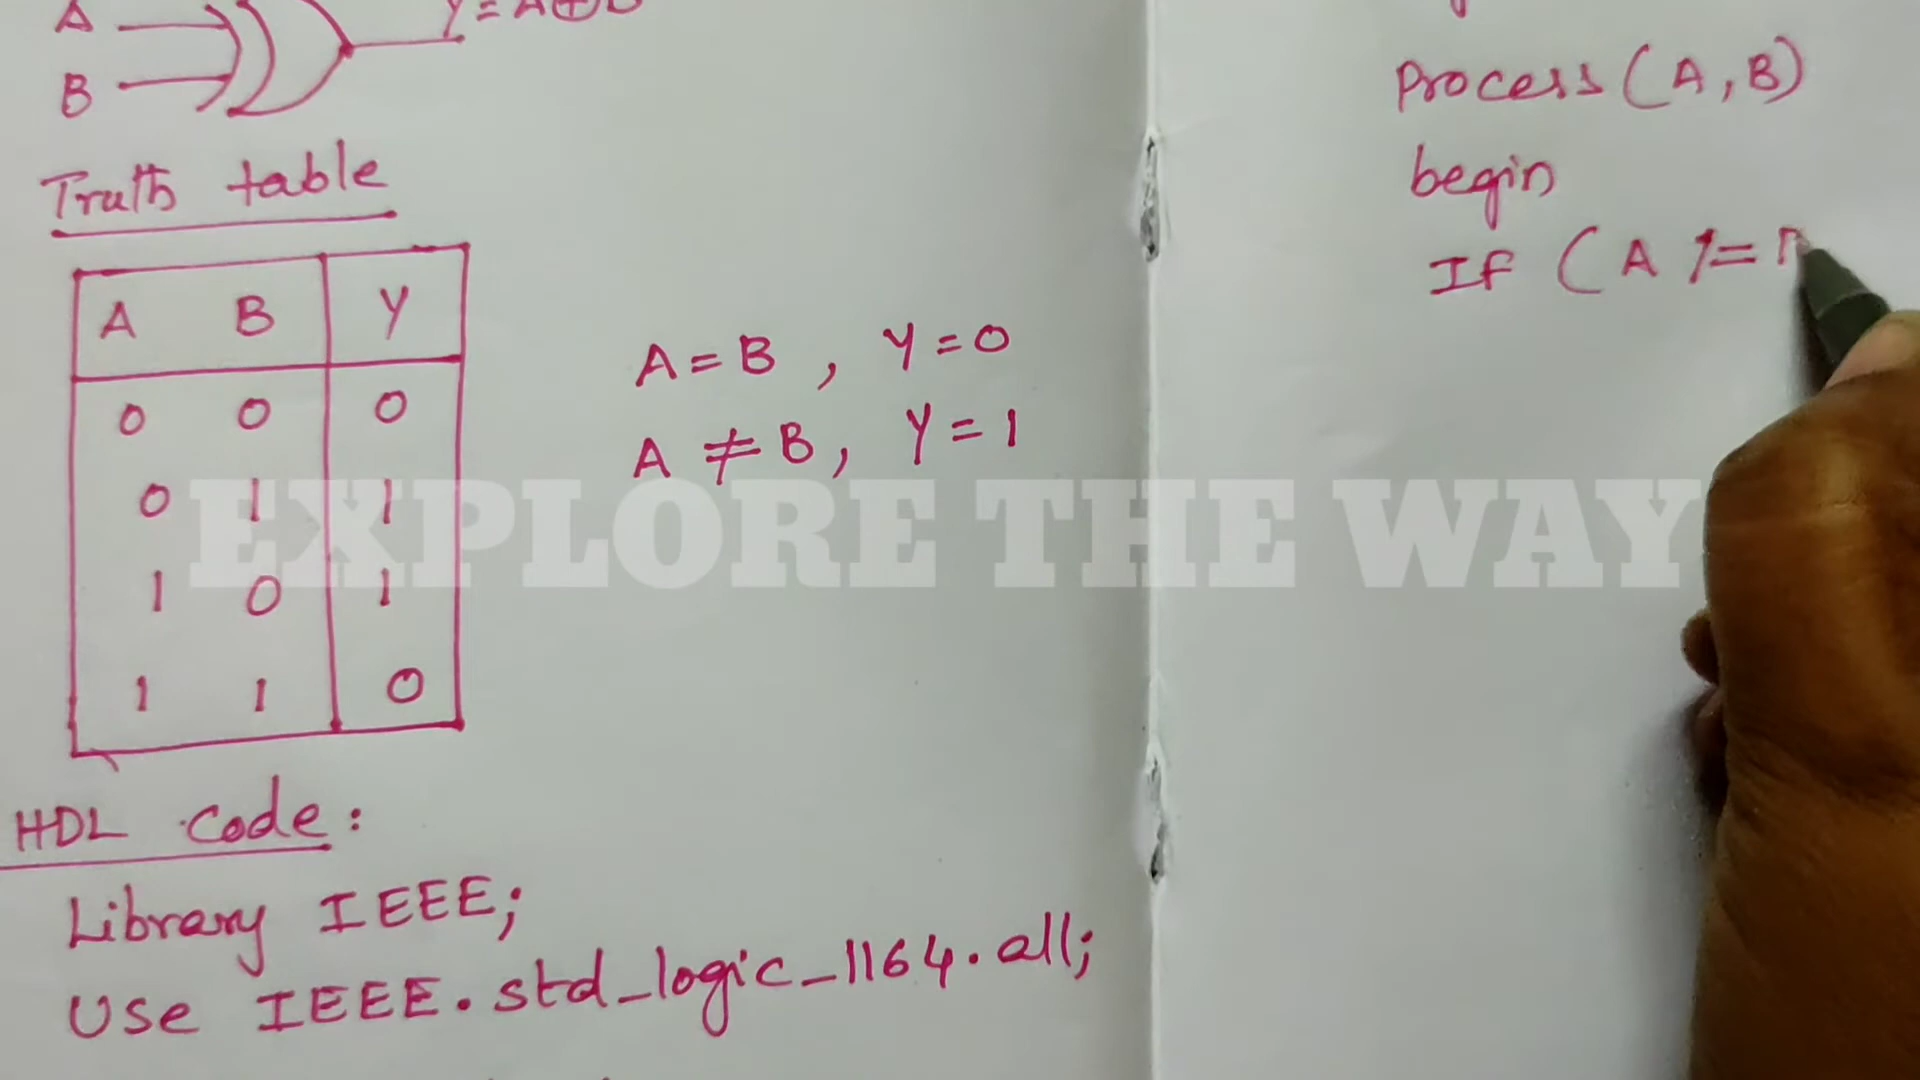 A
B
Y = A⊕B
Truth table
A B Y
0 0 0
0 1 1
1 0 1
1 1 0
A = B , Y = 0
A ≠ B , Y = 1
HDL code :
Library IEEE;
Use IEEE.std_logic_1164.all;
Process (A, B)
begin
If ( A /=
EXPLORE THE WAY